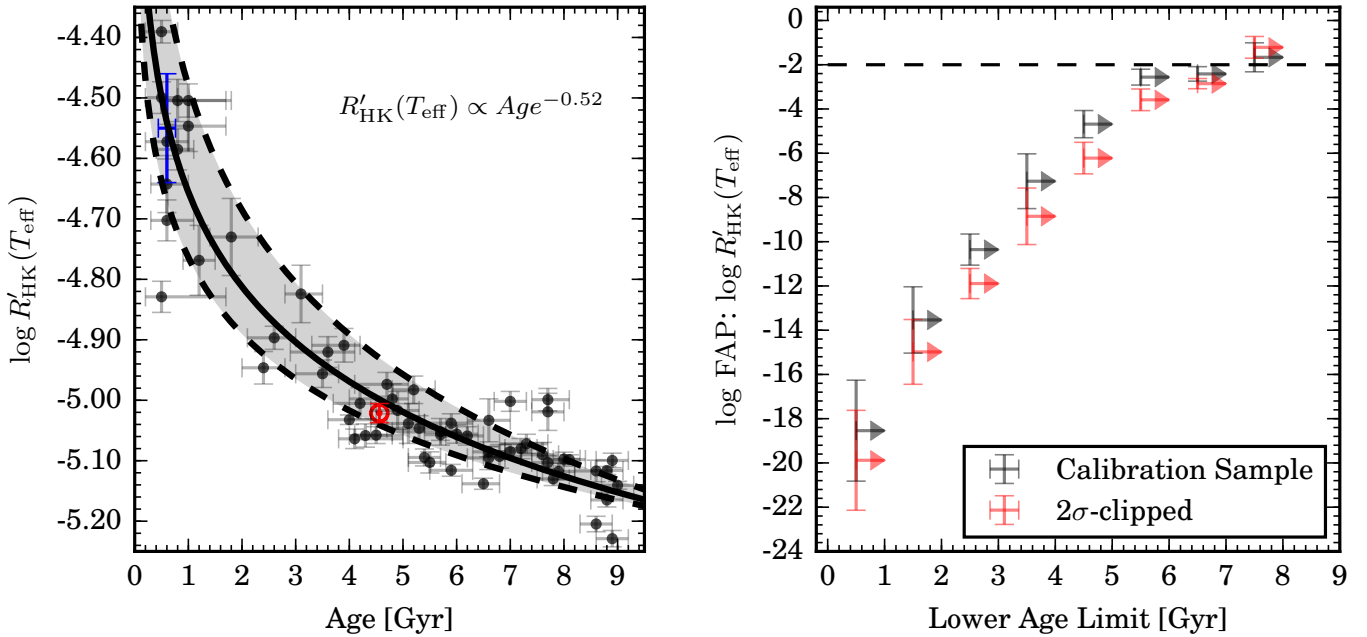 -4.40
-4.50
-4.60
-4.70
-4.80
-4.90
-5.00
-5.10
-5.20
log R′HK(Teff)
R′HK(Teff) ∝ Age^−0.52
0 1 2 3 4 5 6 7 8 9
Age [Gyr]
0
-2
-4
-6
-8
-10
-12
-14
-16
-18
-20
-22
-24
log FAP: log R′HK(Teff)
Calibration Sample
2σ-clipped
0 1 2 3 4 5 6 7 8 9
Lower Age Limit [Gyr]